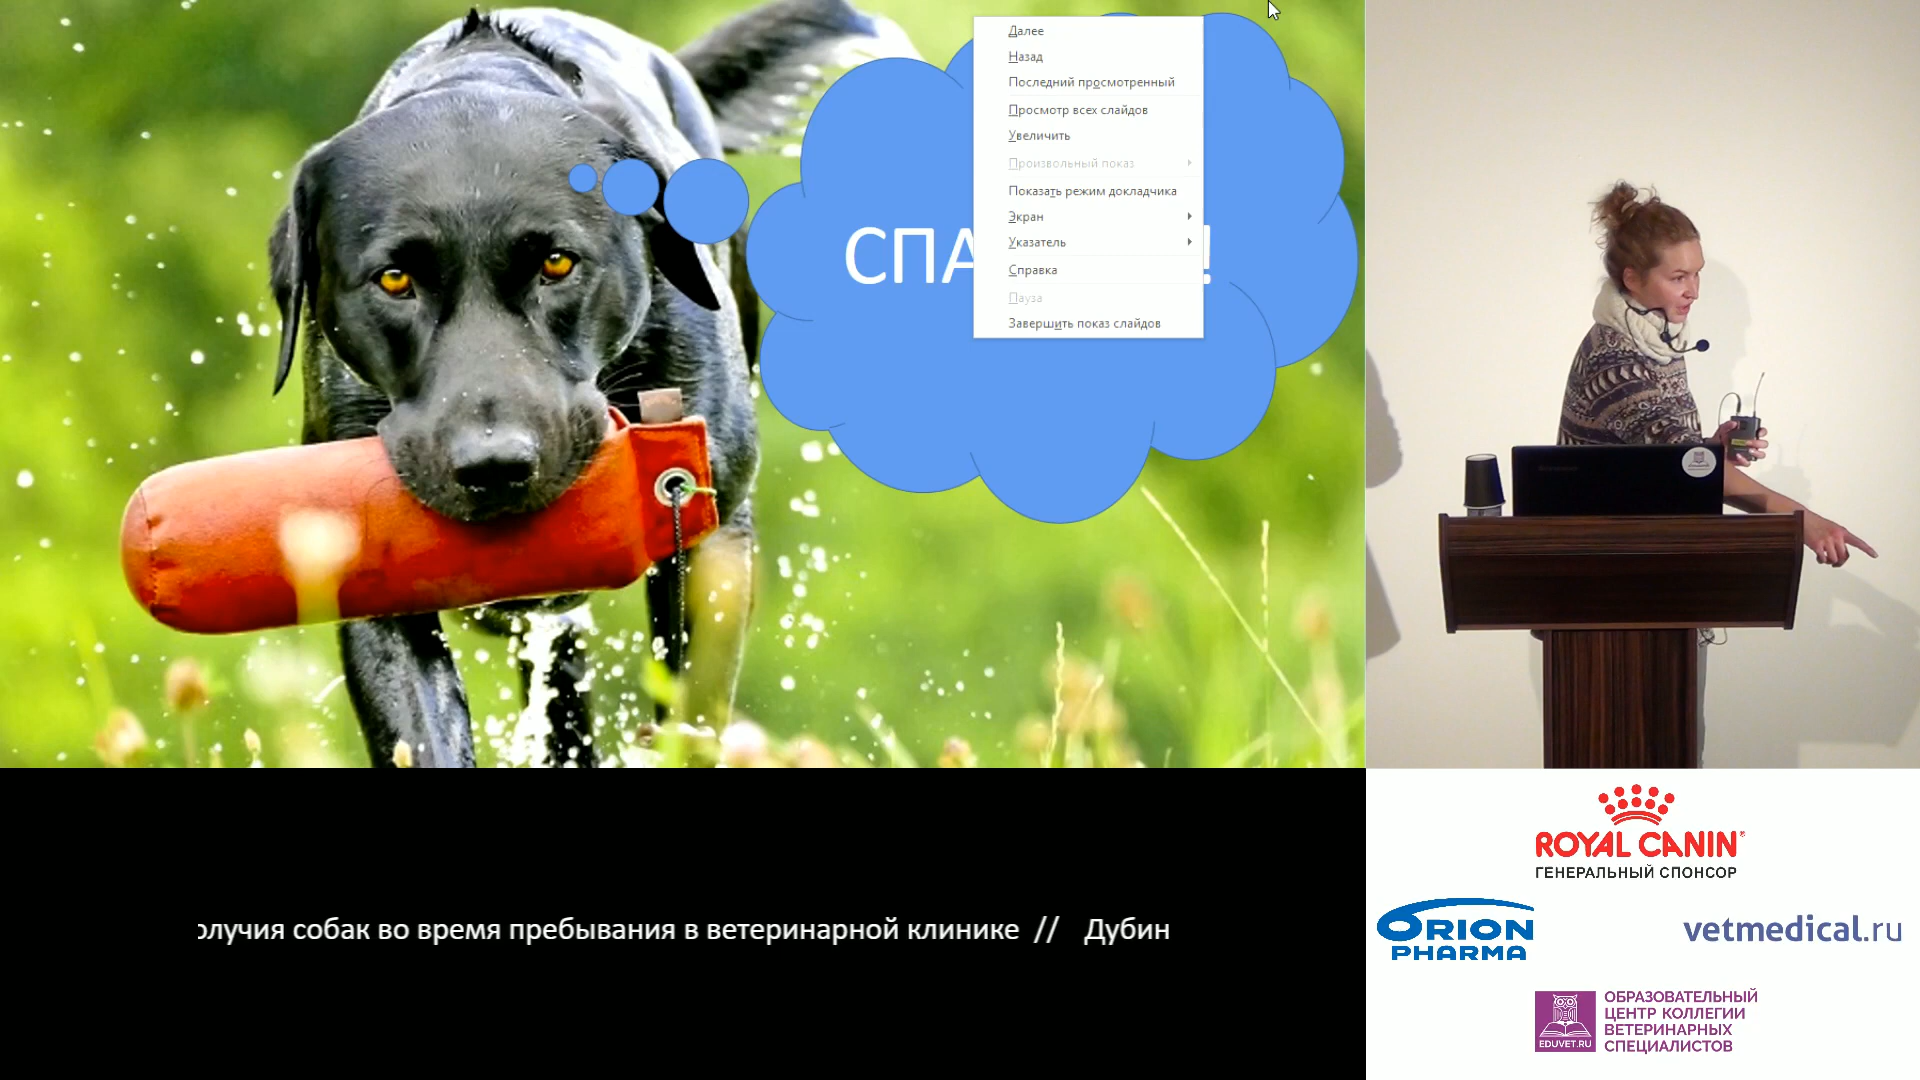 Далее
Назад
Последний просмотренный
Просмотр всех слайдов
Увеличить
Произвольный показ
Показать режим докладчика
Экран
Указатель
Справка
Пауза
Завершить показ слайдов
СПА !
олучия собак во время пребывания в ветеринарной клинике // Дубин
ROYAL CANIN
ГЕНЕРАЛЬНЫЙ СПОНСОР
ORION
PHARMA
vetmedical.ru
EDUVET.RU
ОБРАЗОВАТЕЛЬНЫЙ
ЦЕНТР КОЛЛЕГИИ
ВЕТЕРИНАРНЫХ
СПЕЦИАЛИСТОВ